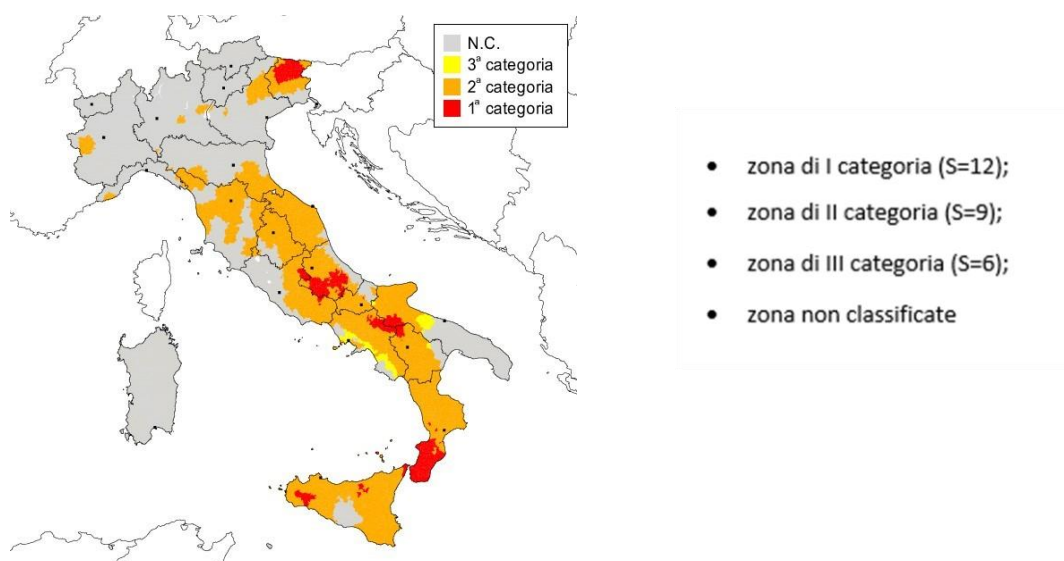 N.C.
3ª categoria
2ª categoria
1ª categoria
• zona di I categoria (S=12);
• zona di II categoria (S=9);
• zona di III categoria (S=6);
• zona non classificate